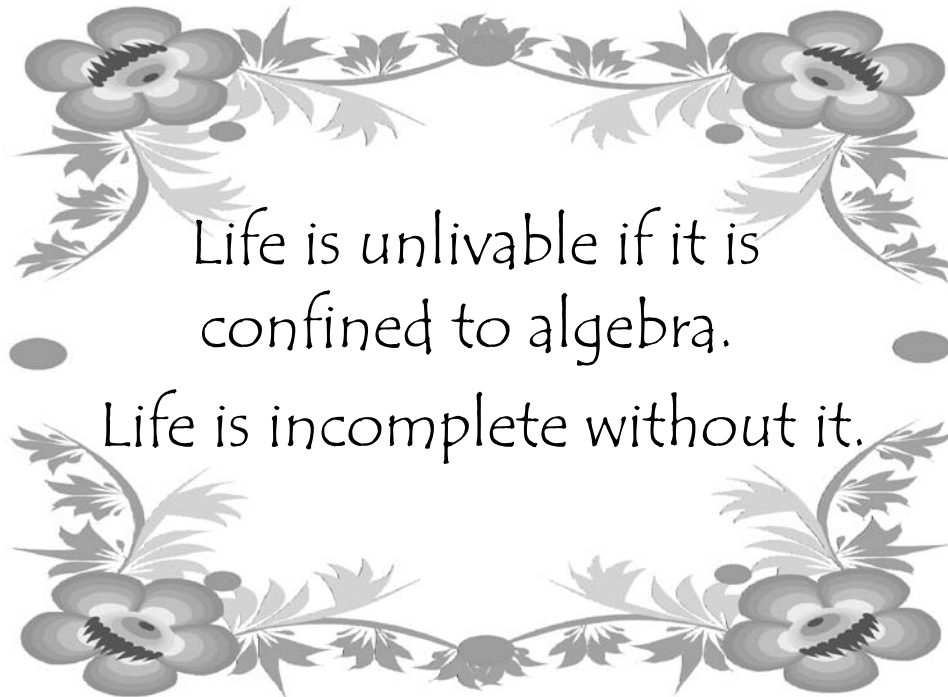 Life is unlivable if it is
confined to algebra.
Life is incomplete without it.